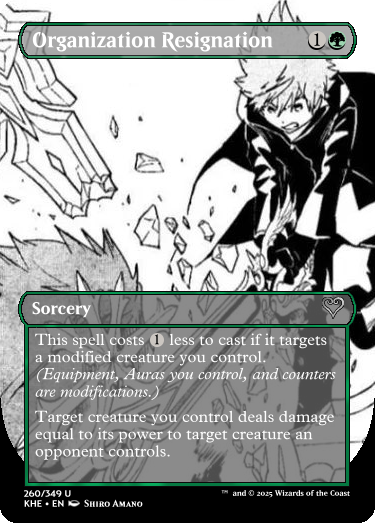 Organization Resignation 1
Sorcery
This spell costs 1 less to cast if it targets
a modified creature you control.
(Equipment, Auras you control, and counters
are modifications.)
Target creature you control deals damage
equal to its power to target creature an
opponent controls.
260/349 U
KHE • EN Shiro Amano
™ and © 2025 Wizards of the Coast